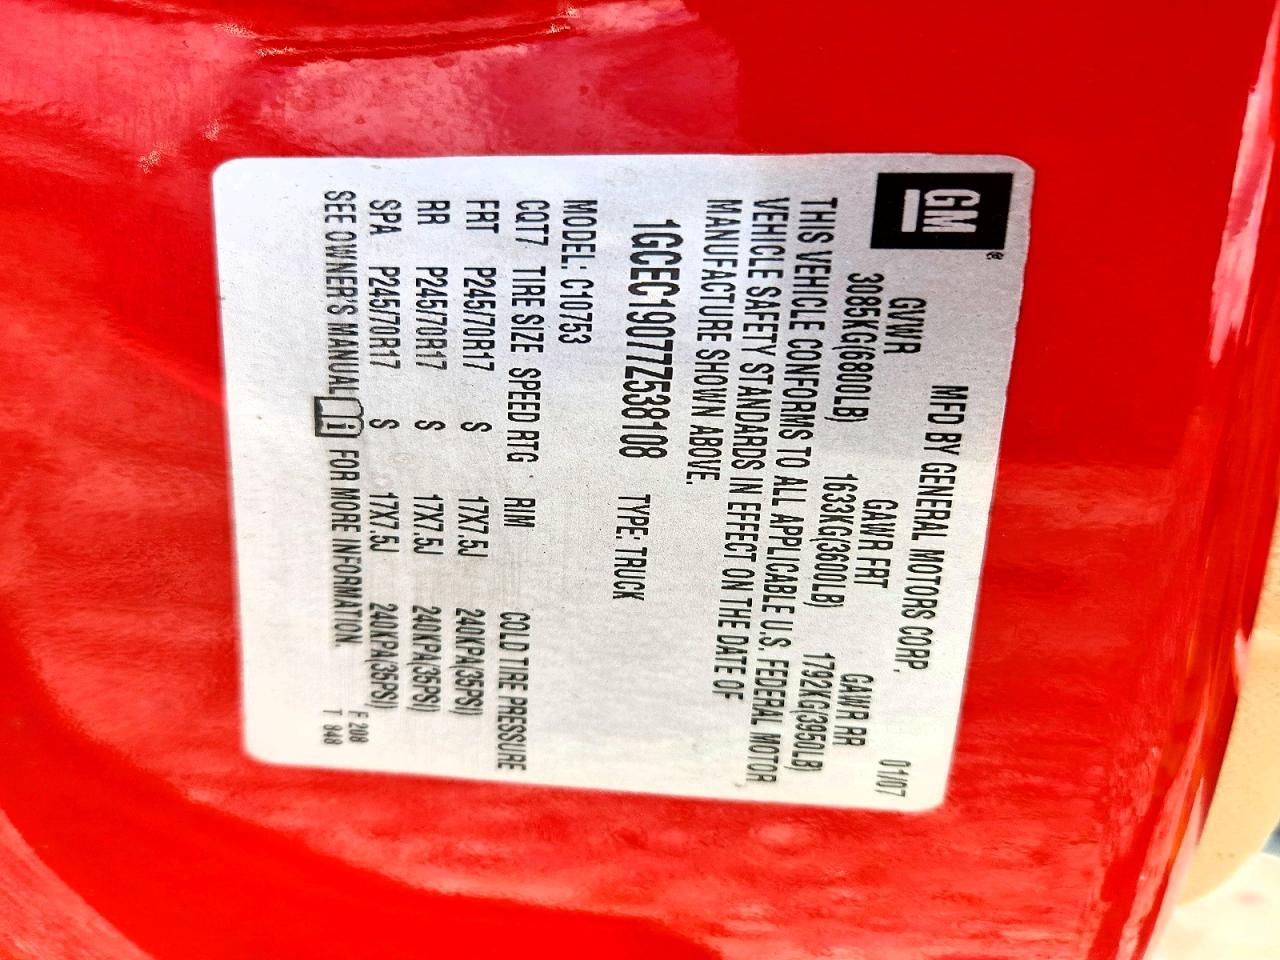 GM
MFD BY GENERAL MOTORS CORP. 01/07
GVWR GAWR FRT GAWR RR
3085KG(6800LB) 1633KG(3600LB) 1792KG(3950LB)
THIS VEHICLE CONFORMS TO ALL APPLICABLE U.S. FEDERAL MOTOR
VEHICLE SAFETY STANDARDS IN EFFECT ON THE DATE OF
MANUFACTURE SHOWN ABOVE.
1GCEC19077Z538108 TYPE: TRUCK
MODEL: C10753
CQT7 TIRE SIZE SPEED RTG RIM COLD TIRE PRESSURE
FRT P245/70R17 S 17X7.5J 240KPA(35PSI)
RR P245/70R17 S 17X7.5J 240KPA(35PSI)
SPA P245/70R17 S 17X7.5J 240KPA(35PSI)
SEE OWNER'S MANUAL i FOR MORE INFORMATION.
F 208
T 848